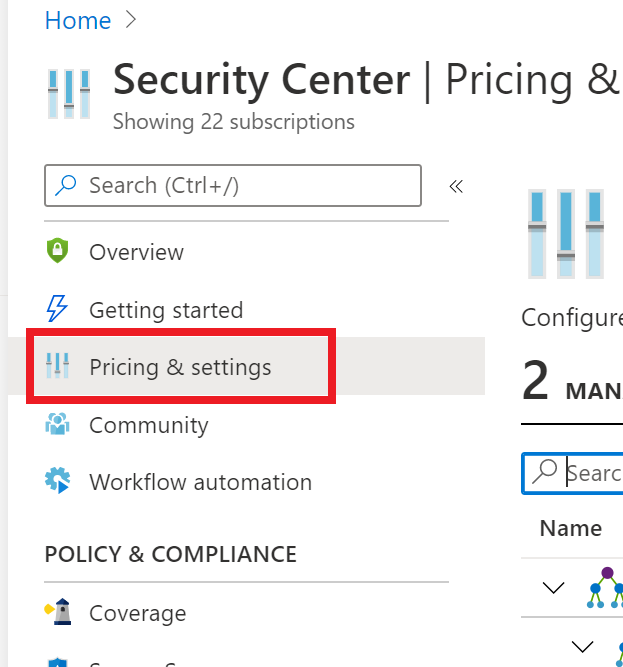 Home
Security Center | Pricing &
Showing 22 subscriptions
Search (Ctrl+/)
Overview
Getting started
Pricing & settings
Community
Workflow automation
POLICY & COMPLIANCE
Coverage
Configure
2 MAN
Searc
Name